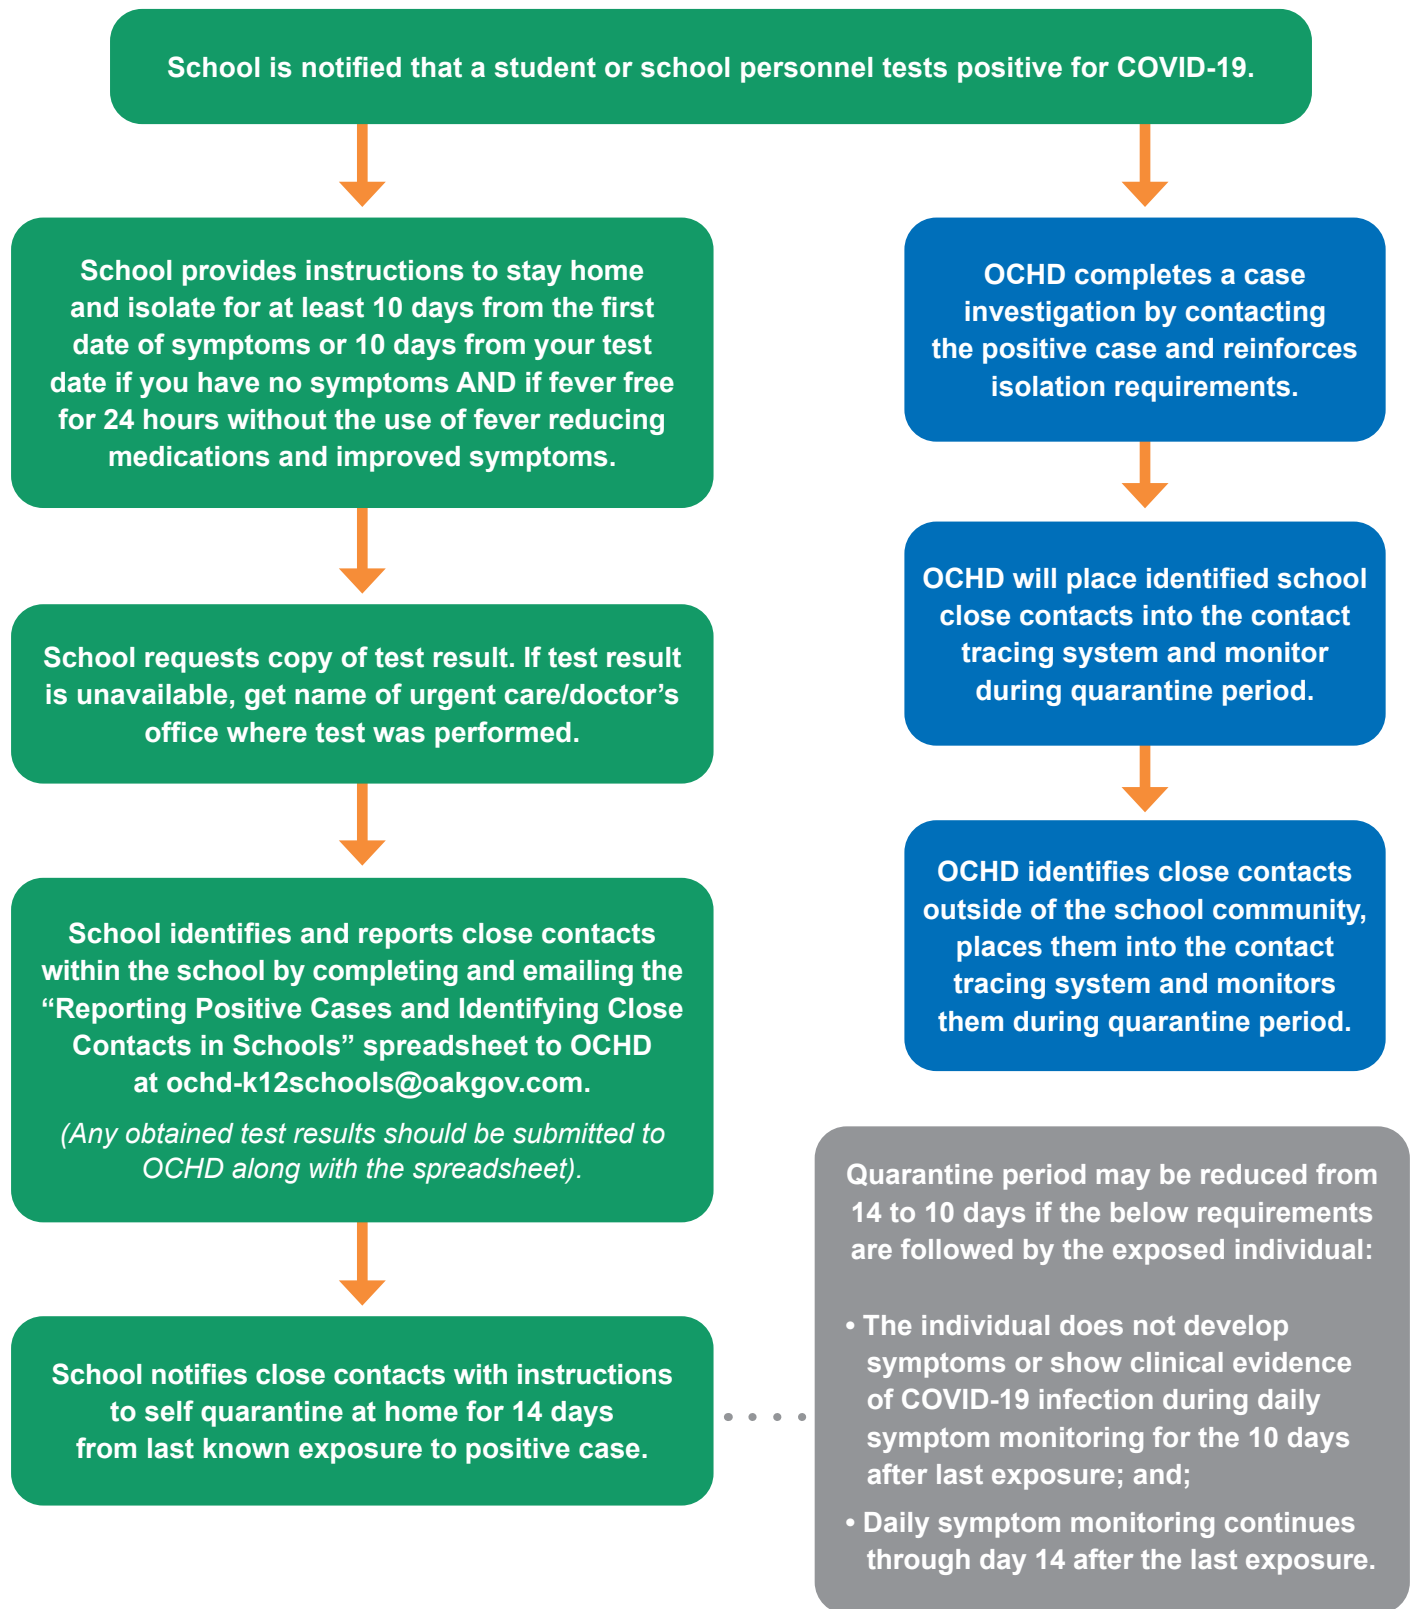 School is notified that a student or school personnel tests positive for COVID-19.
School provides instructions to stay home
and isolate for at least 10 days from the first
date of symptoms or 10 days from your test
date if you have no symptoms AND if fever free
for 24 hours without the use of fever reducing
medications and improved symptoms.
School requests copy of test result. If test result
is unavailable, get name of urgent care/doctor’s
office where test was performed.
School identifies and reports close contacts
within the school by completing and emailing the
“Reporting Positive Cases and Identifying Close
Contacts in Schools” spreadsheet to OCHD
at ochd-k12schools@oakgov.com.
(Any obtained test results should be submitted to
OCHD along with the spreadsheet).
School notifies close contacts with instructions
to self quarantine at home for 14 days
from last known exposure to positive case.
OCHD completes a case
investigation by contacting
the positive case and reinforces
isolation requirements.
OCHD will place identified school
close contacts into the contact
tracing system and monitor
during quarantine period.
OCHD identifies close contacts
outside of the school community,
places them into the contact
tracing system and monitors
them during quarantine period.
Quarantine period may be reduced from
14 to 10 days if the below requirements
are followed by the exposed individual:
• The individual does not develop
symptoms or show clinical evidence
of COVID-19 infection during daily
symptom monitoring for the 10 days
after last exposure; and;
• Daily symptom monitoring continues
through day 14 after the last exposure.